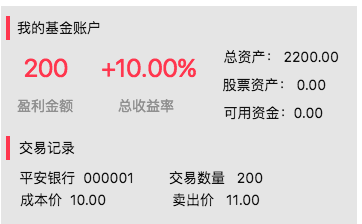 我的基金账户
200 +10.00%
盈利金额 总收益率
总资产： 2200.00
股票资产： 0.00
可用资金：0.00
交易记录
平安银行 000001 交易数量 200
成本价 10.00 卖出价 11.00